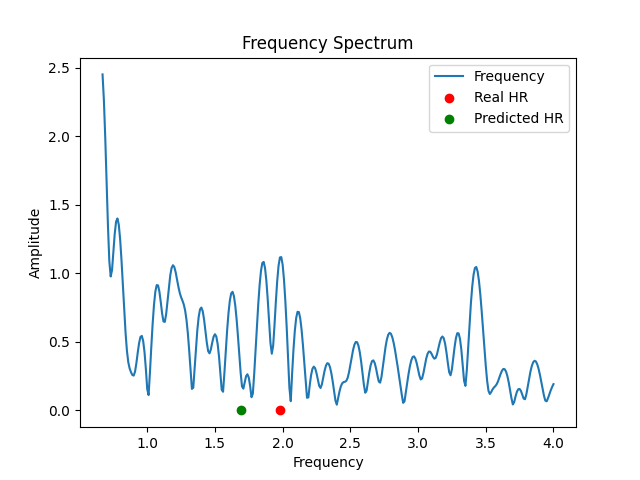 Frequency Spectrum
Frequency
Real HR
Predicted HR
Amplitude
2.5
2.0
1.5
1.0
0.5
0.0
1.0 1.5 2.0 2.5 3.0 3.5 4.0
Frequency